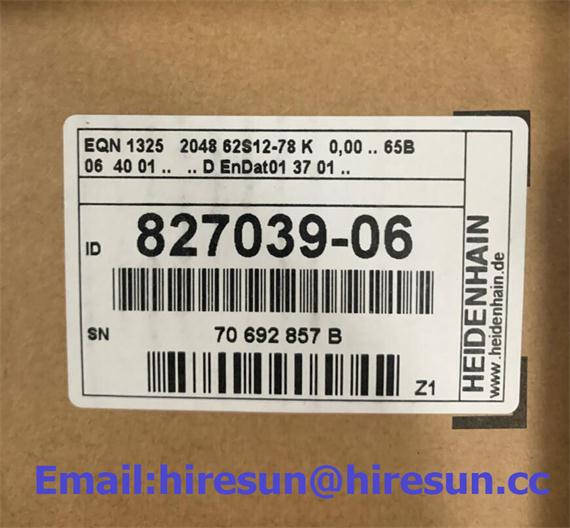 EQN 1325 2048 62S12-78 K 0,00 .. 65B
06 40 01 .. .. D EnDat01 37 01 ..
ID 827039-06
SN 70 692 857 B
Z1
HEIDENHAIN
www.heidenhain.de
Email:hiresun@hiresun.cc